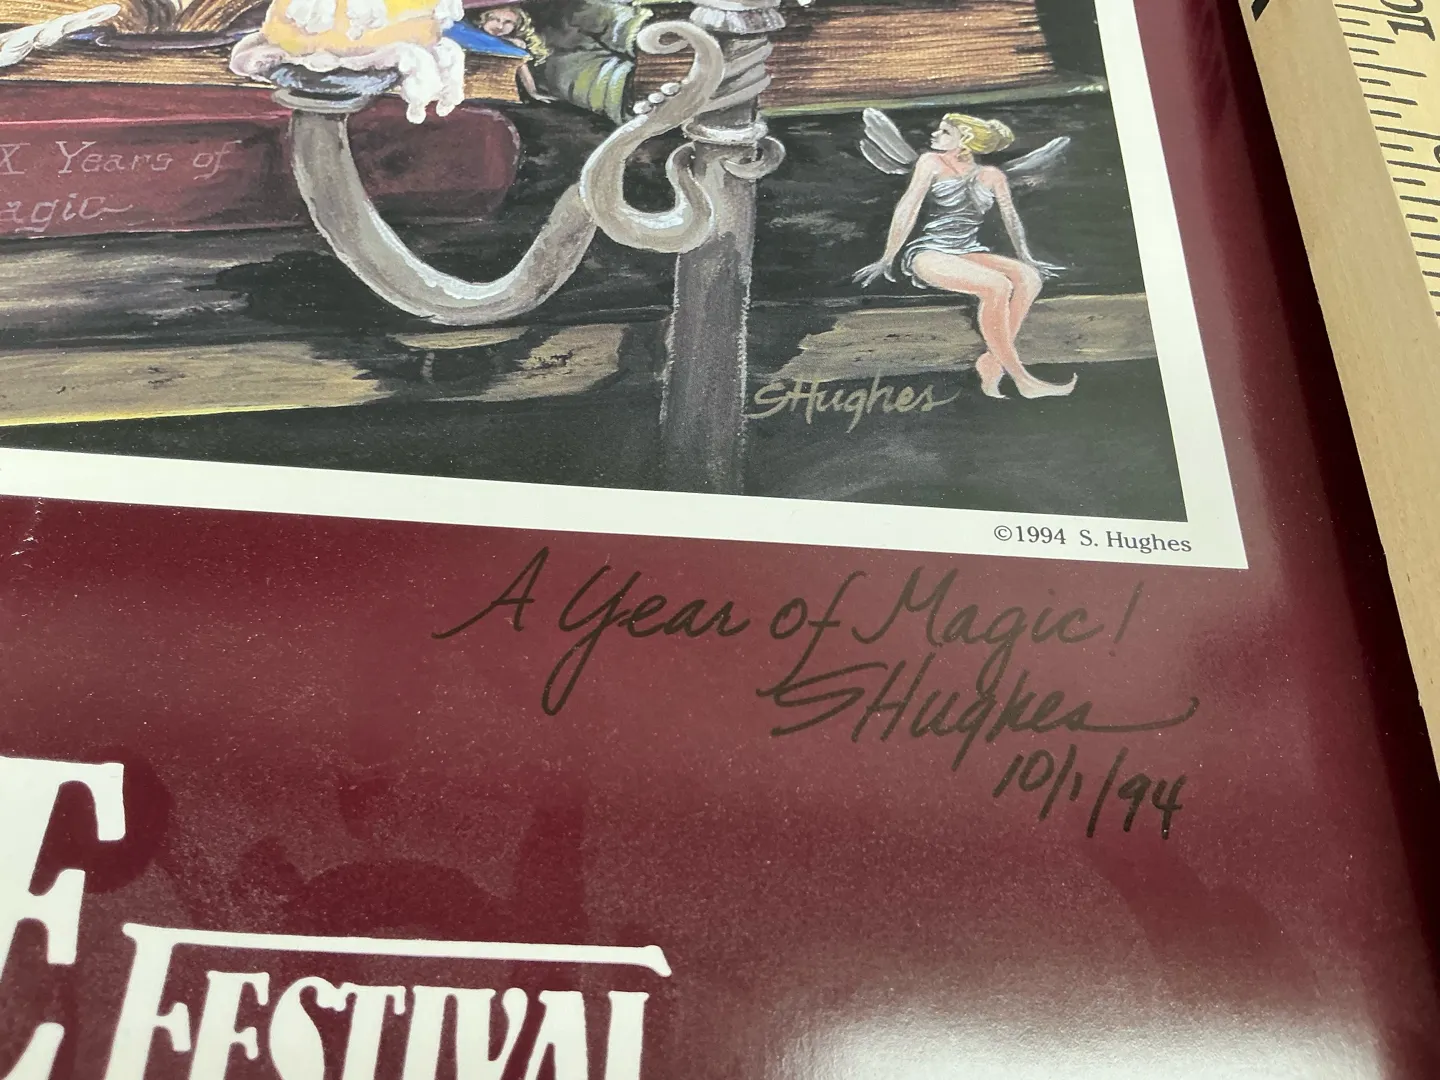 X Years of
agic
SHughes
©1994 S. Hughes
A Year of Magic!
SHughes
10/1/94
E
FESTIVAL